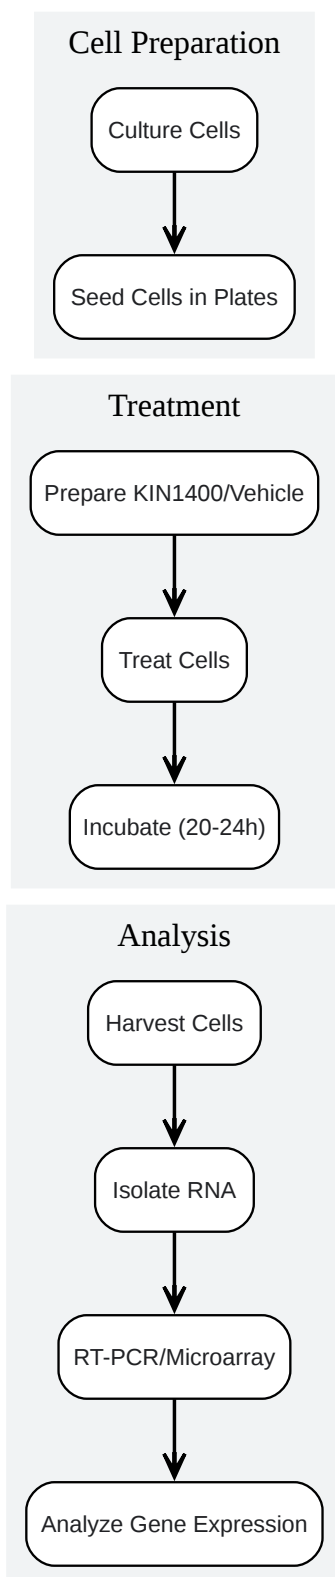 Cell Preparation
Culture Cells
Seed Cells in Plates
Treatment
Prepare KIN1400/Vehicle
Treat Cells
Incubate (20-24h)
Analysis
Harvest Cells
Isolate RNA
RT-PCR/Microarray
Analyze Gene Expression